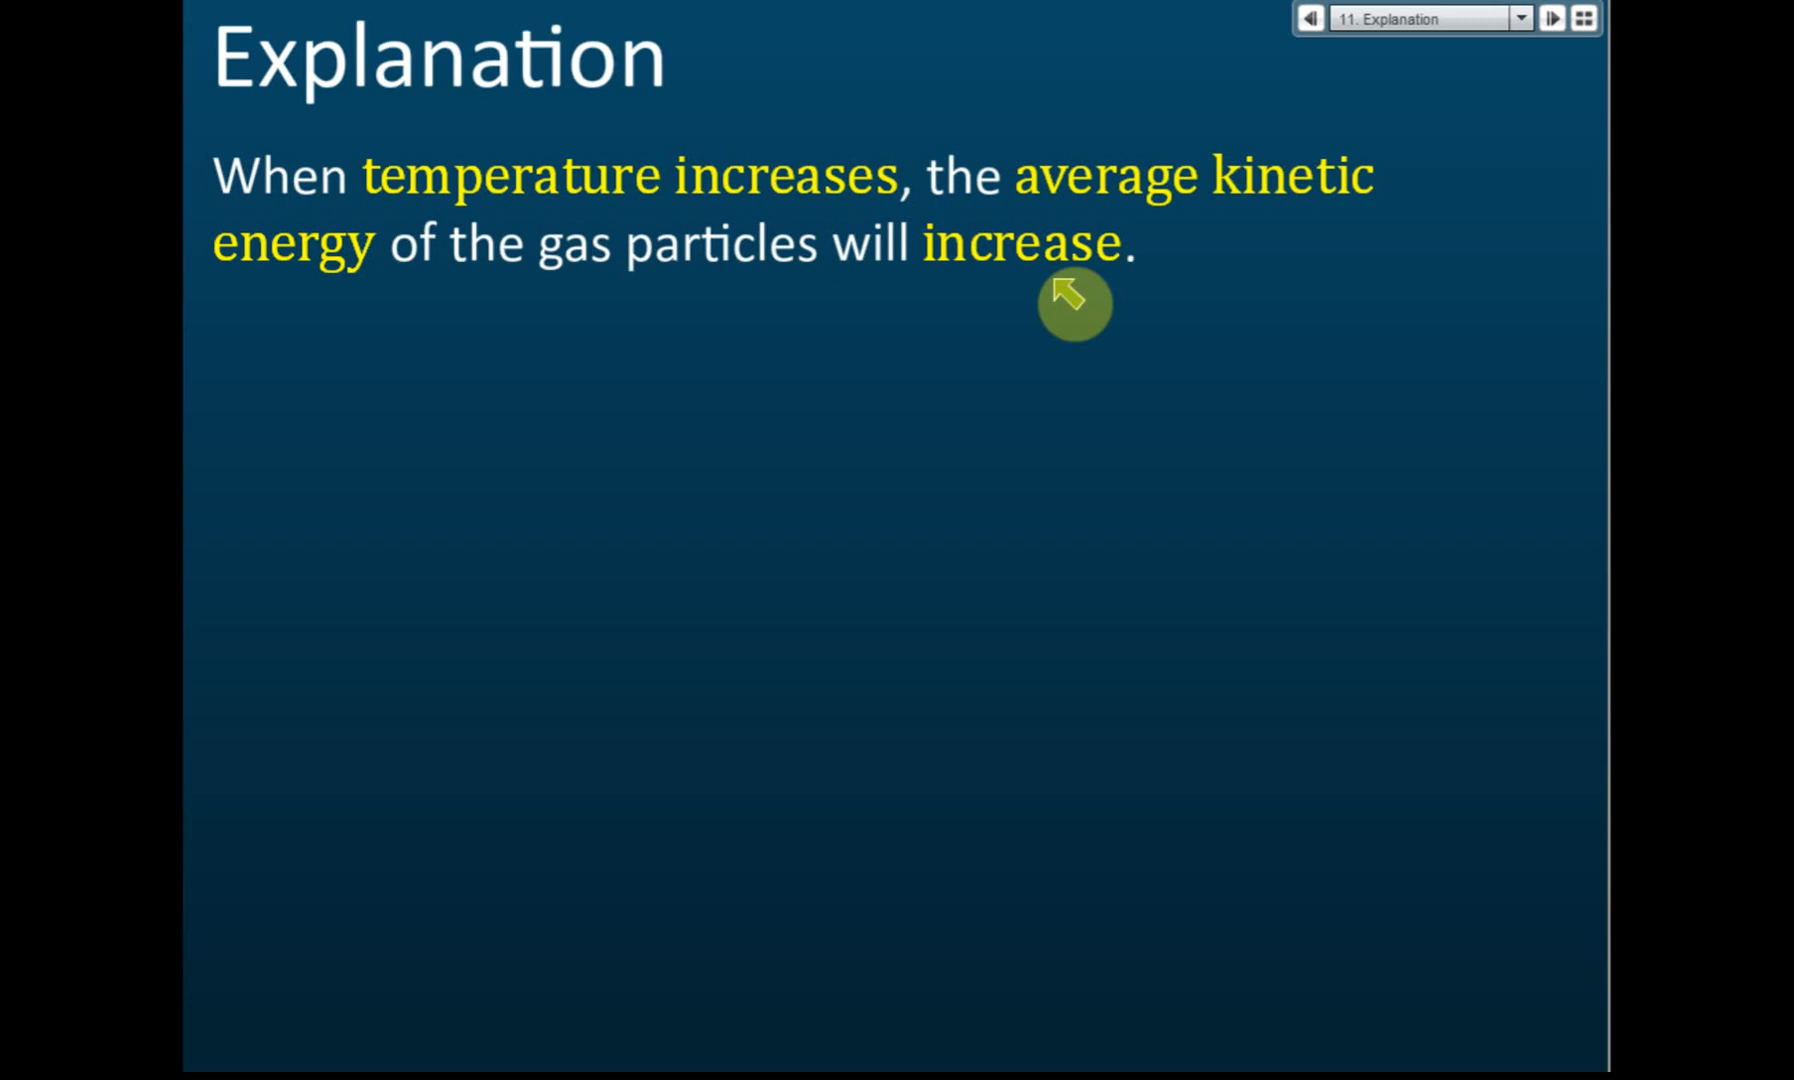 11. Explanation
Explanation
When temperature increases, the average kinetic
energy of the gas particles will increase.